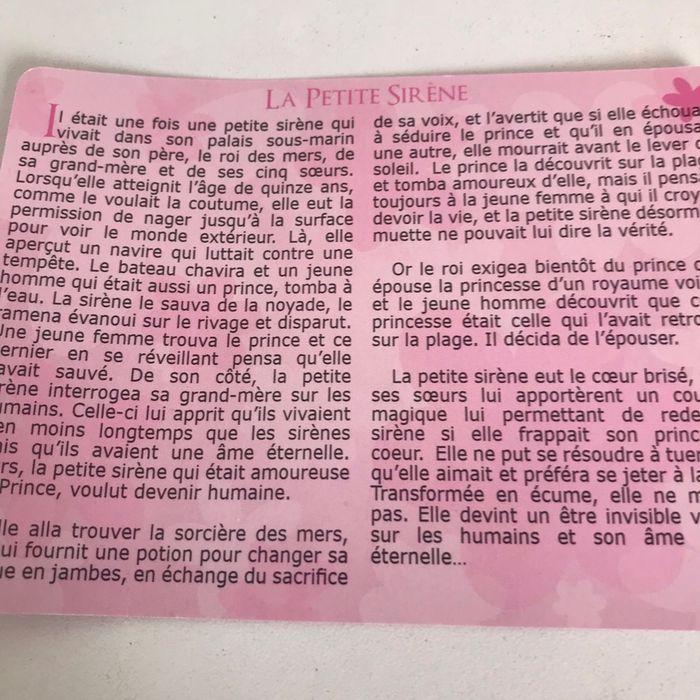 LA PETITE SIRÈNE
Il était une fois une petite sirène qui
vivait dans son palais sous-marin
auprès de son père, le roi des mers, de
sa grand-mère et de ses cinq sœurs.
Lorsqu'elle atteignit l'âge de quinze ans,
comme le voulait la coutume, elle eut la
permission de nager jusqu'à la surface
pour voir le monde extérieur. Là, elle
aperçut un navire qui luttait contre une
tempête. Le bateau chavira et un jeune
homme qui était aussi un prince, tomba à
l'eau. La sirène le sauva de la noyade, le
ramena évanoui sur le rivage et disparut.
Une jeune femme trouva le prince et ce
dernier en se réveillant pensa qu'elle
avait sauvé. De son côté, la petite
sirène interrogea sa grand-mère sur les
humains. Celle-ci lui apprit qu'ils vivaient
en moins longtemps que les sirènes
mais qu'ils avaient une âme éternelle.
la petite sirène qui était amoureuse
Prince, voulut devenir humaine.
Elle alla trouver la sorcière des mers,
qui fournit une potion pour changer sa
en jambes, en échange du sacrifice
de sa voix, et l'avertit que si elle échouait
à séduire le prince et qu'il en épousait
une autre, elle mourrait avant le lever
soleil. Le prince la découvrit sur la plage
et tomba amoureux d'elle, mais il pensait
toujours à la jeune femme à qui il croyait
devoir la vie, et la petite sirène désormais
muette ne pouvait lui dire la vérité.
Or le roi exigea bientôt du prince
épouse la princesse d'un royaume voisin
et le jeune homme découvrit que
princesse était celle qui l'avait retrouvé
sur la plage. Il décida de l'épouser.
La petite sirène eut le cœur brisé,
ses sœurs lui apportèrent un
magique lui permettant de
sirène si elle frappait son prince
coeur. Elle ne put se résoudre à tuer
qu'elle aimait et préféra se jeter à la
Transformée en écume, elle ne
pas. Elle devint un être invisible
sur les humains et son âme
éternelle...